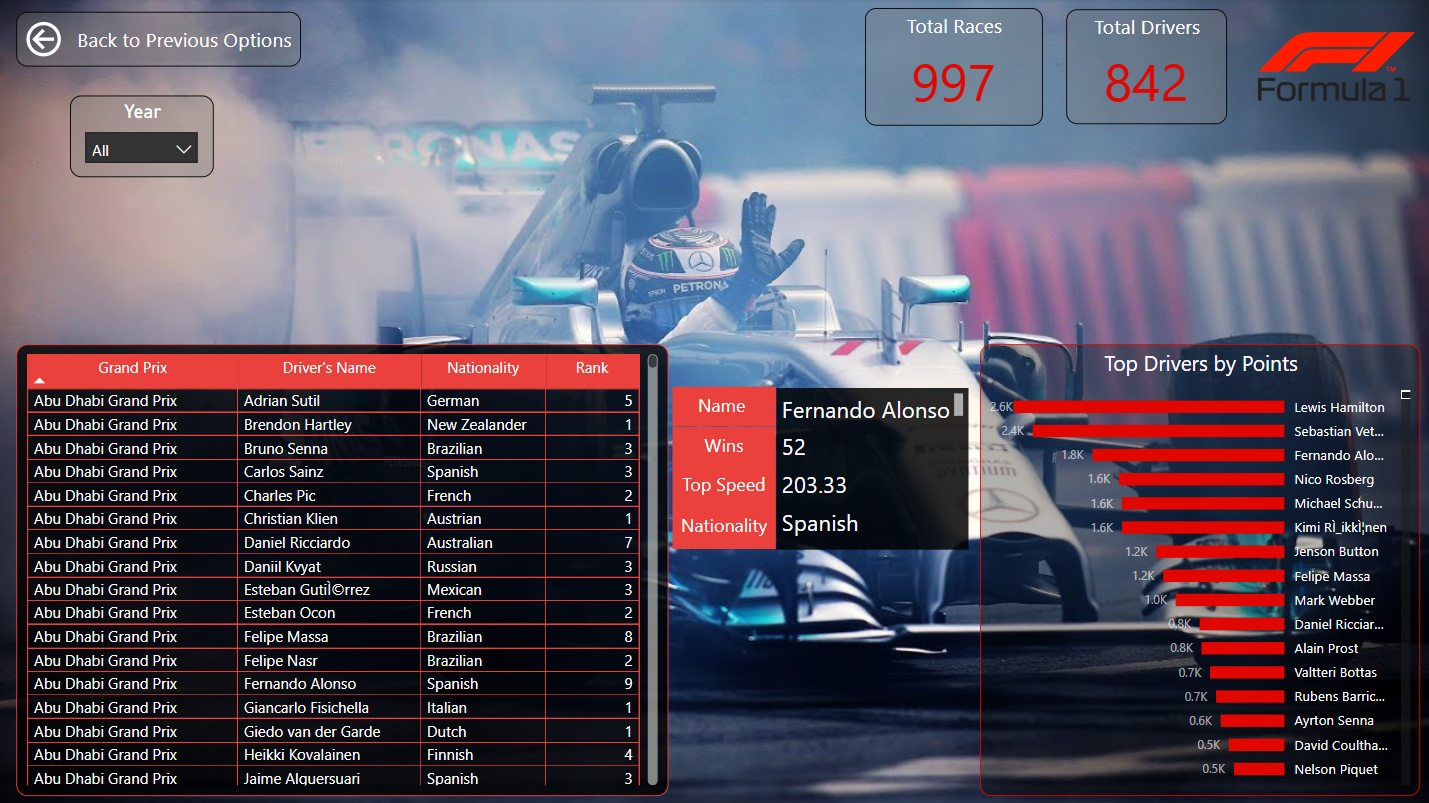 Back to Previous Options
Year
All
Total Races
997
Total Drivers
842
Formula 1
TM
PETRONAS
PETRONAS
EPSON
Grand Prix Driver's Name Nationality Rank
Abu Dhabi Grand Prix Adrian Sutil German 5
Abu Dhabi Grand Prix Brendon Hartley New Zealander 1
Abu Dhabi Grand Prix Bruno Senna Brazilian 3
Abu Dhabi Grand Prix Carlos Sainz Spanish 3
Abu Dhabi Grand Prix Charles Pic French 2
Abu Dhabi Grand Prix Christian Klien Austrian 1
Abu Dhabi Grand Prix Daniel Ricciardo Australian 7
Abu Dhabi Grand Prix Daniil Kvyat Russian 3
Abu Dhabi Grand Prix Esteban GutiÌ©rrez Mexican 3
Abu Dhabi Grand Prix Esteban Ocon French 2
Abu Dhabi Grand Prix Felipe Massa Brazilian 8
Abu Dhabi Grand Prix Felipe Nasr Brazilian 2
Abu Dhabi Grand Prix Fernando Alonso Spanish 9
Abu Dhabi Grand Prix Giancarlo Fisichella Italian 1
Abu Dhabi Grand Prix Giedo van der Garde Dutch 1
Abu Dhabi Grand Prix Heikki Kovalainen Finnish 4
Abu Dhabi Grand Prix Jaime Alguersuari Spanish 3
Name Fernando Alonso
Wins 52
Top Speed 203.33
Nationality Spanish
Top Drivers by Points
2.6K Lewis Hamilton
2.4K Sebastian Vet...
1.8K Fernando Alo...
1.6K Nico Rosberg
1.6K Michael Schu...
1.6K Kimi RÌ_ikkÌ¦nen
1.2K Jenson Button
1.2K Felipe Massa
1.0K Mark Webber
0.8K Daniel Ricciar...
0.8K Alain Prost
0.7K Valtteri Bottas
0.7K Rubens Barric...
0.6K Ayrton Senna
0.5K David Coultha...
0.5K Nelson Piquet